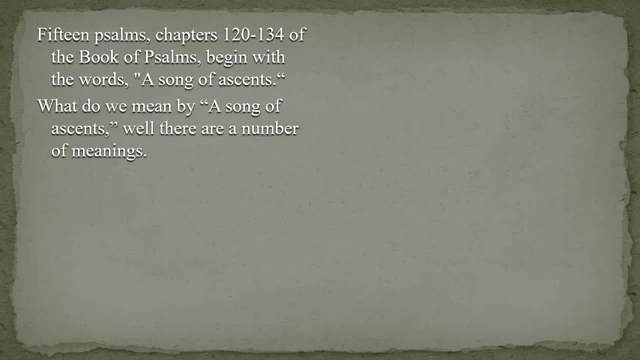 Fifteen psalms, chapters 120-134 of
the Book of Psalms, begin with
the words, "A song of ascents.“
What do we mean by “A song of
ascents,” well there are a number
of meanings.